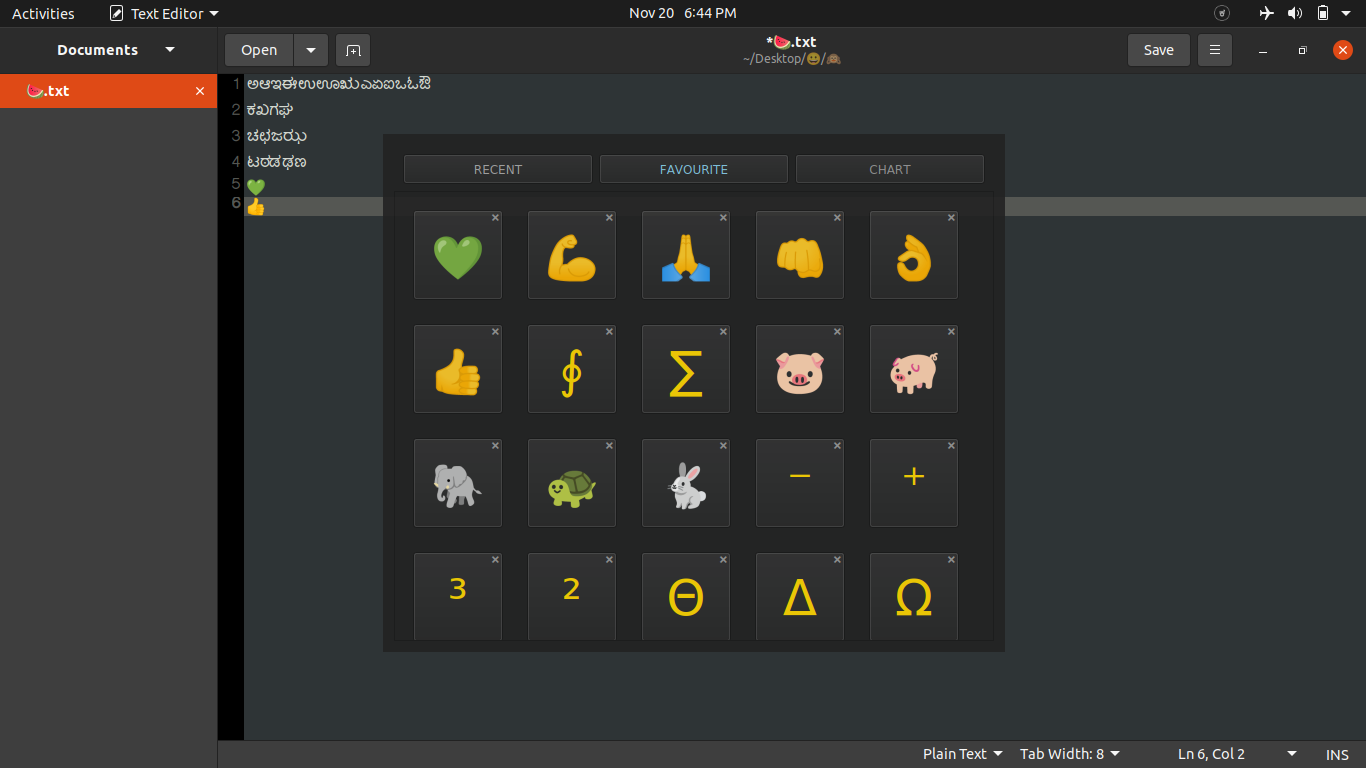 Activities Text Editor Nov 20 6:44 PM
Documents Open *🍉.txt Save
~/Desktop/😀/🙈
🍉.txt
1 ಅಆಇಈಉಊಋಎಏಐಒಓಔ
2 ಕಖಗಘ
3 ಚಛಜಝ
4 ಟಠಡಢಣ
5 💚
6 👍
RECENT FAVOURITE CHART
💚 💪 🙏 👊 👌
👍 ∮ ∑ 🐷 🐖
🐘 🐢 🐇 ⁻ ⁺
³ ² Θ Δ Ω
Plain Text Tab Width: 8 Ln 6, Col 2 INS